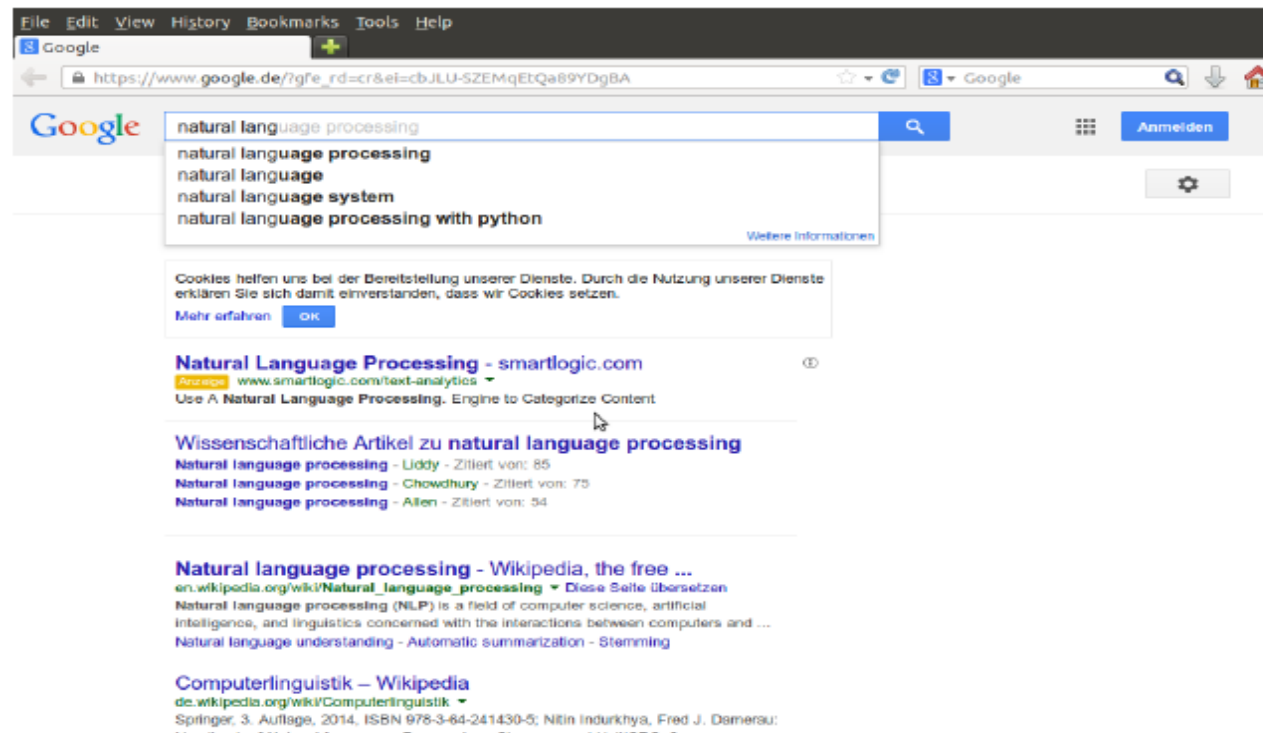 File Edit View History Bookmarks Tools Help
Google
https://www.google.de/?gfe_rd=cr&ei=cbJLU-SZEMqEtQa89YDgBA
Google
Google
natural language processing
Anmelden
natural language processing
natural language
natural language system
natural language processing with python
Weitere Informationen
Cookies helfen uns bei der Bereitstellung unserer Dienste. Durch die Nutzung unserer Dienste
erklären Sie sich damit einverstanden, dass wir Cookies setzen.
Mehr erfahren OK
Natural Language Processing - smartlogic.com
Anzeige www.smartlogic.com/text-analytics
Use A Natural Language Processing. Engine to Categorize Content
Wissenschaftliche Artikel zu natural language processing
Natural language processing - Liddy - Zitiert von: 85
Natural language processing - Chowdhury - Zitiert von: 75
Natural language processing - Allen - Zitiert von: 54
Natural language processing - Wikipedia, the free ...
en.wikipedia.org/wiki/Natural_language_processing Diese Seite übersetzen
Natural language processing (NLP) is a field of computer science, artificial
intelligence, and linguistics concerned with the interactions between computers and ...
Natural language understanding - Automatic summarization - Stemming
Computerlinguistik – Wikipedia
de.wikipedia.org/wiki/Computerlinguistik
Springer, 3. Auflage, 2014, ISBN 978-3-64-241430-5; Nitin Indurkhya, Fred J. Damerau: